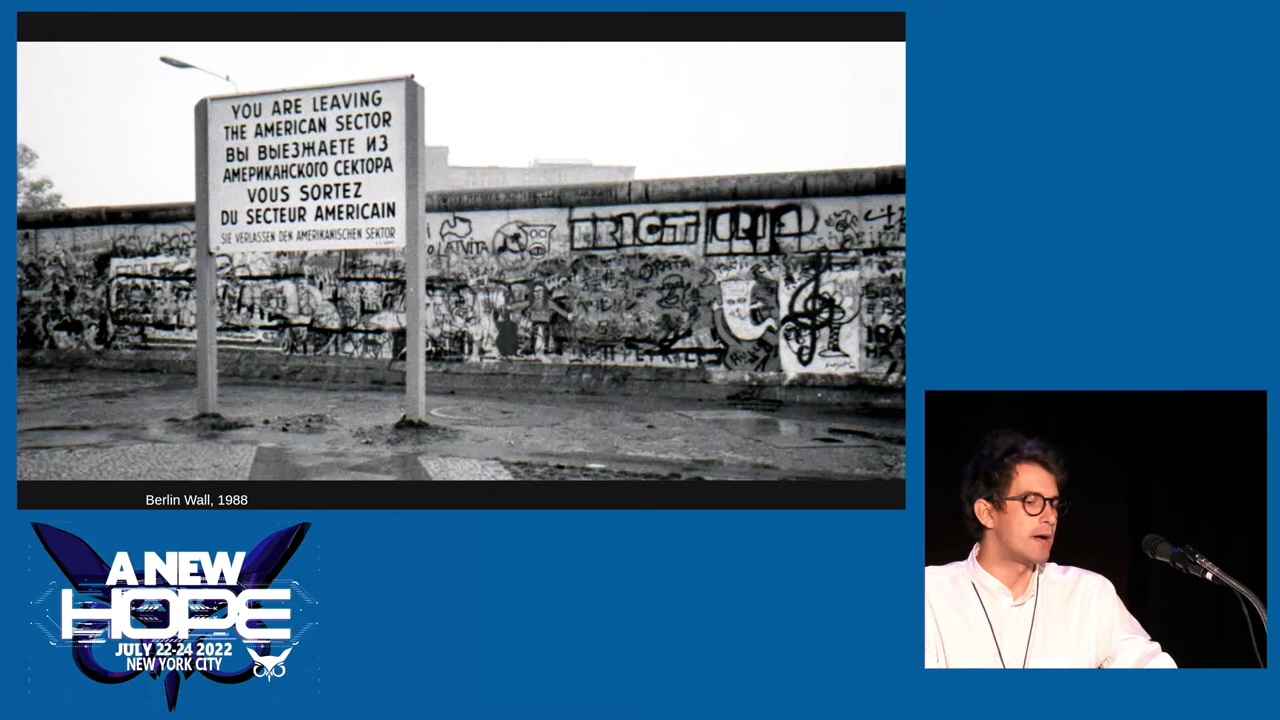 YOU ARE LEAVING
THE AMERICAN SECTOR
ВЫ ВЫЕЗЖАЕТЕ ИЗ
АМЕРИКАНСКОГО СЕКТОРА
VOUS SORTEZ
DU SECTEUR AMERICAIN
SIE VERLASSEN DEN AMERIKANISCHEN SEKTOR
Berlin Wall, 1988
A NEW
HOPE
JULY 22-24 2022
NEW YORK CITY